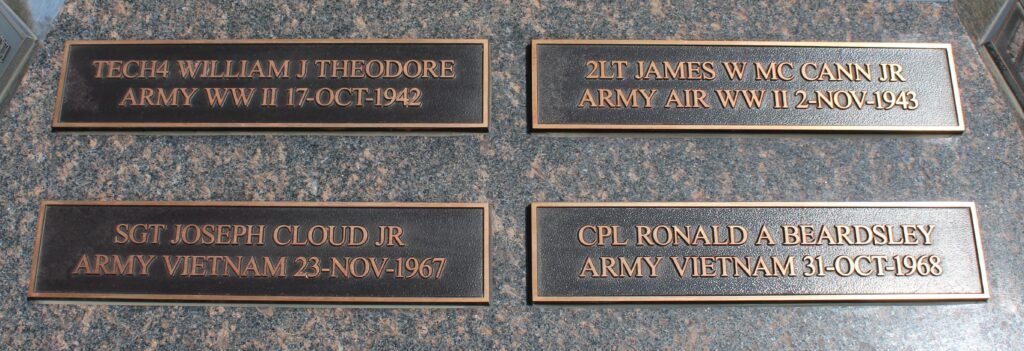 TECH4 WILLIAM J THEODORE
ARMY WW II 17-OCT-1942
2LT JAMES W MC CANN JR
ARMY AIR WW II 2-NOV-1943
SGT JOSEPH CLOUD JR
ARMY VIETNAM 23-NOV-1967
CPL RONALD A BEARDSLEY
ARMY VIETNAM 31-OCT-1968